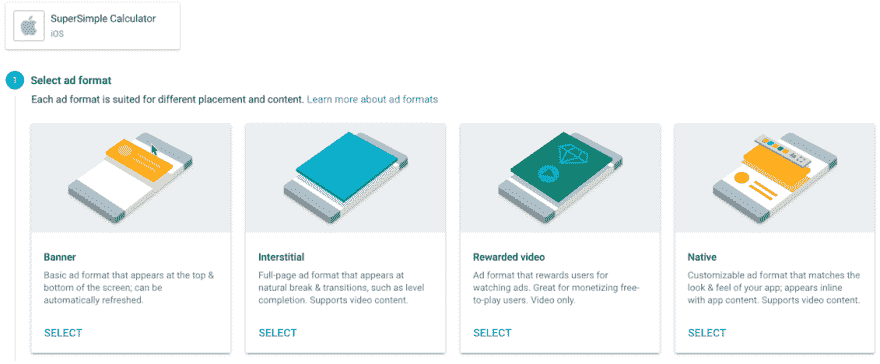 SuperSimple Calculator
iOS
1 Select ad format
Each ad format is suited for different placement and content. Learn more about ad formats
Banner
Basic ad format that appears at the top &
bottom of the screen; can be
automatically refreshed.
SELECT
Interstitial
Full-page ad format that appears at
natural break & transitions, such as level
completion. Supports video content.
SELECT
Rewarded video
Ad format that rewards users for
watching ads. Great for monetizing free-
to-play users. Video only.
SELECT
Native
Customizable ad format that matches the
look & feel of your app; appears inline
with app content. Supports video content.
SELECT